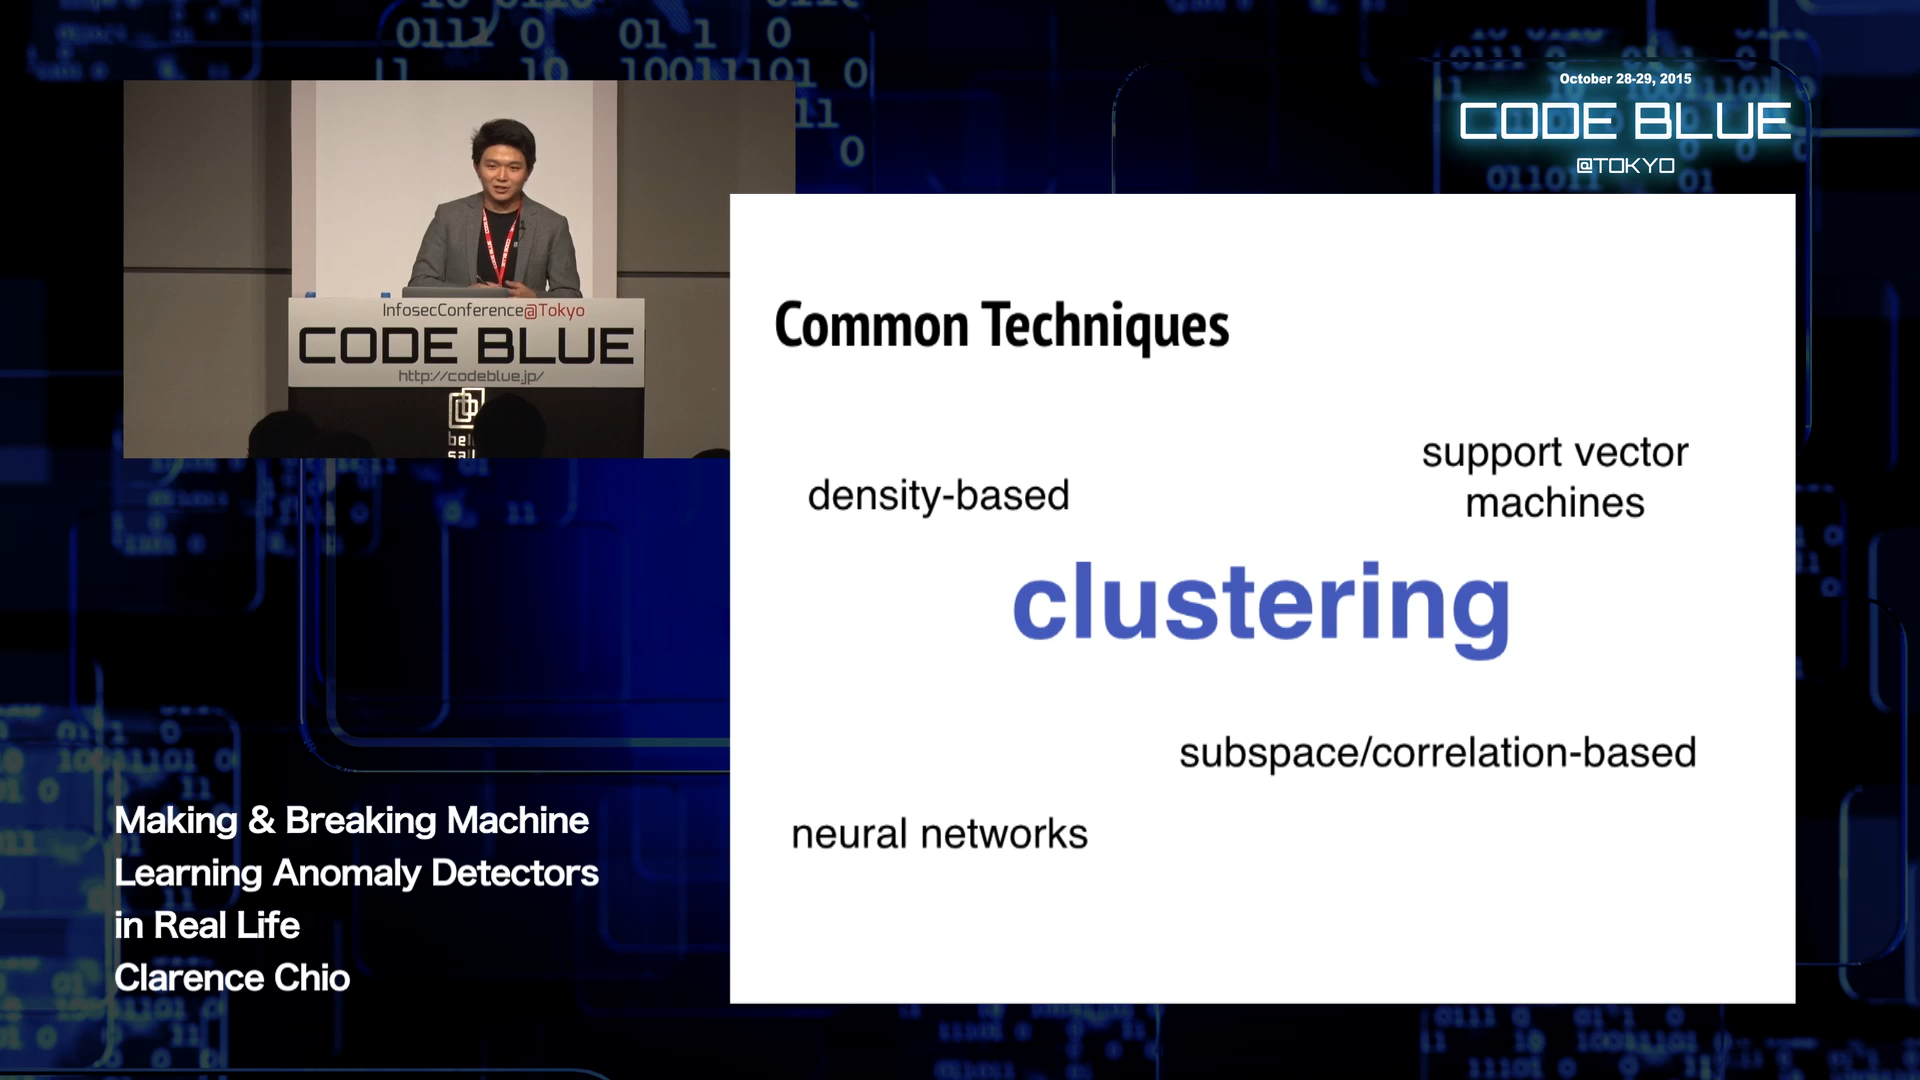 October 28-29, 2015
CODE BLUE
@TOKYO
InfosecConference@Tokyo
CODE BLUE
http://codeblue.jp/
Common Techniques
density-based
support vector
machines
clustering
subspace/correlation-based
neural networks
Making & Breaking Machine
Learning Anomaly Detectors
in Real Life
Clarence Chio